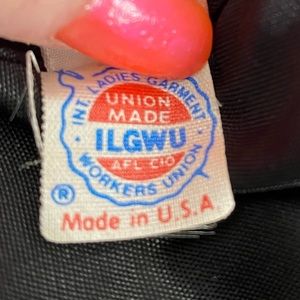 INT. LADIES GARMENT
UNION
MADE
ILGWU
AFL CIO
WORKERS UNION
®
Made in U.S.A